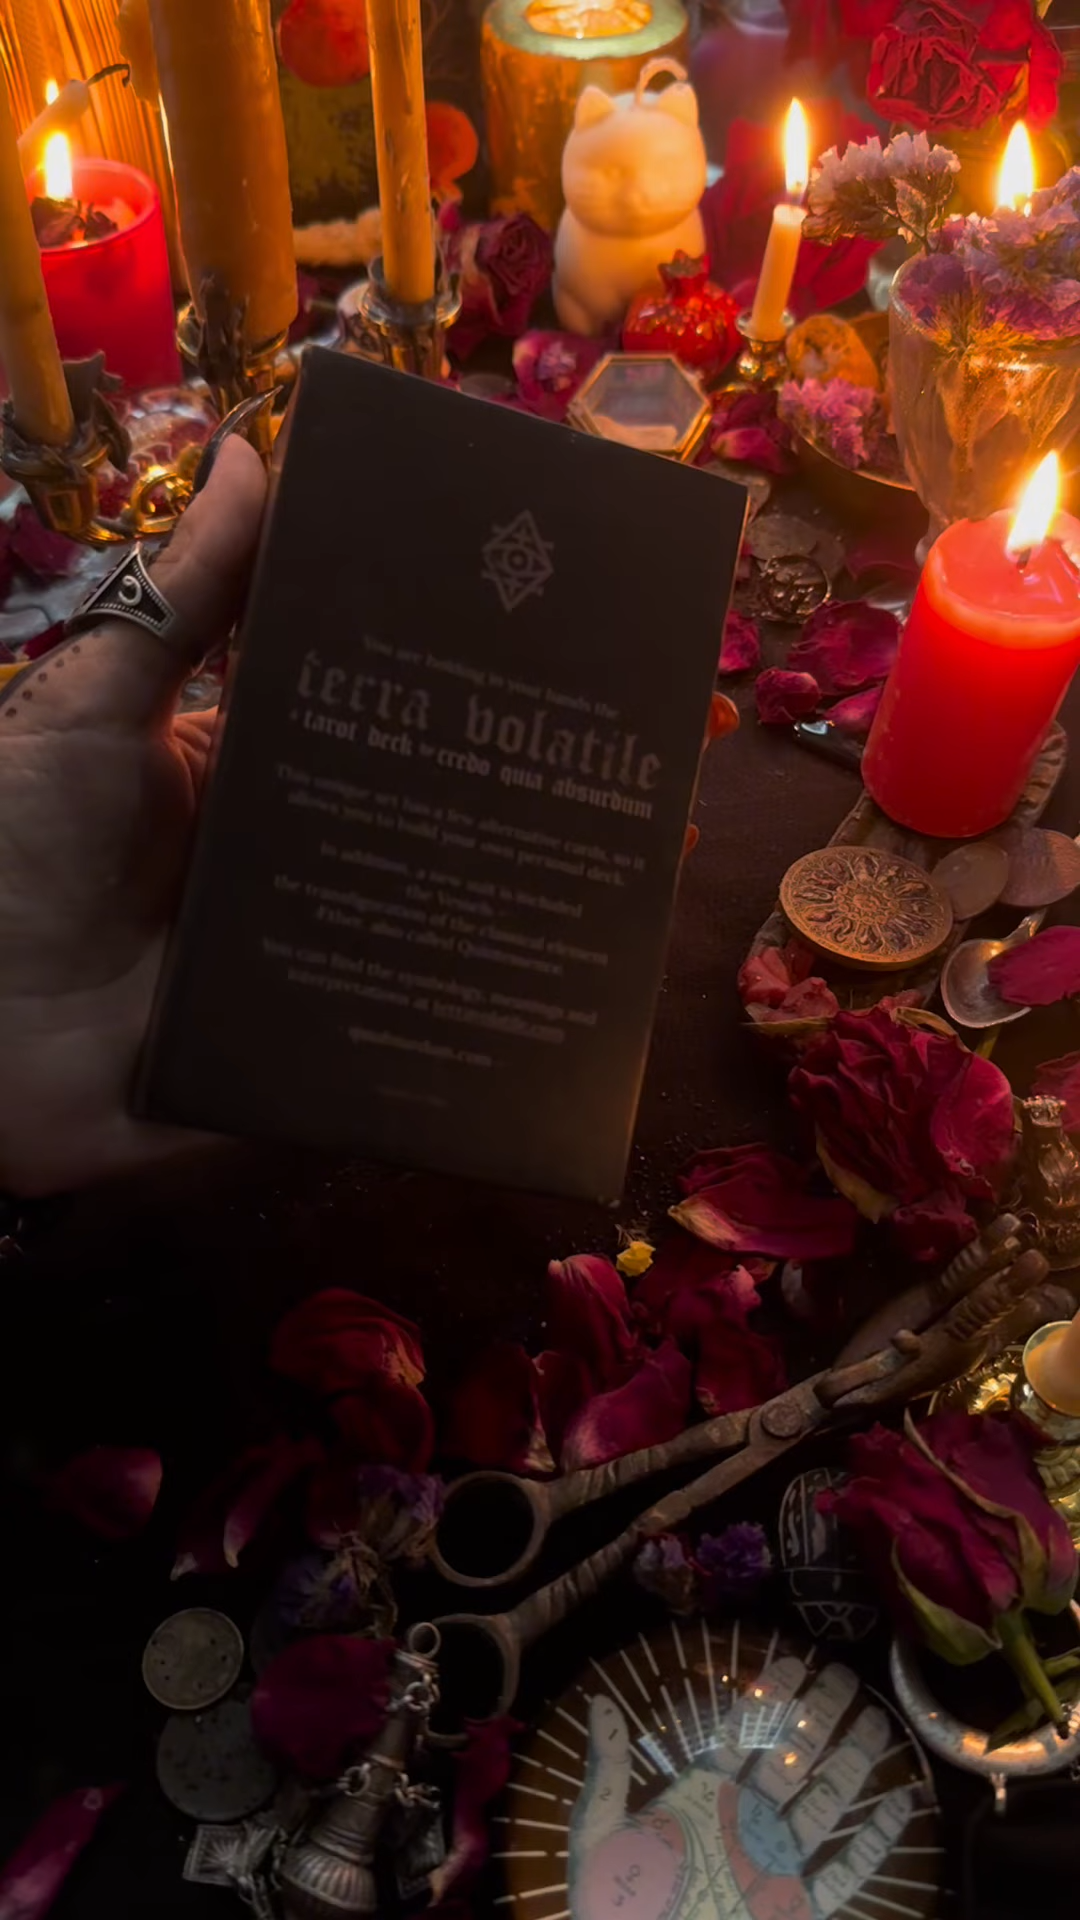 You are holding in your hands the
terra volatile
a tarot deck by credo quia absurdum
This unique set has a few alternative cards, so it
allows you to build your own personal deck.
In addition, a new suit is included
the Vessels -
the transfiguration of the classical element
of Ether, also called Quintessence.
You can find the symbology, meanings and
interpretations at terravolatile.com
quiabsurdum.com